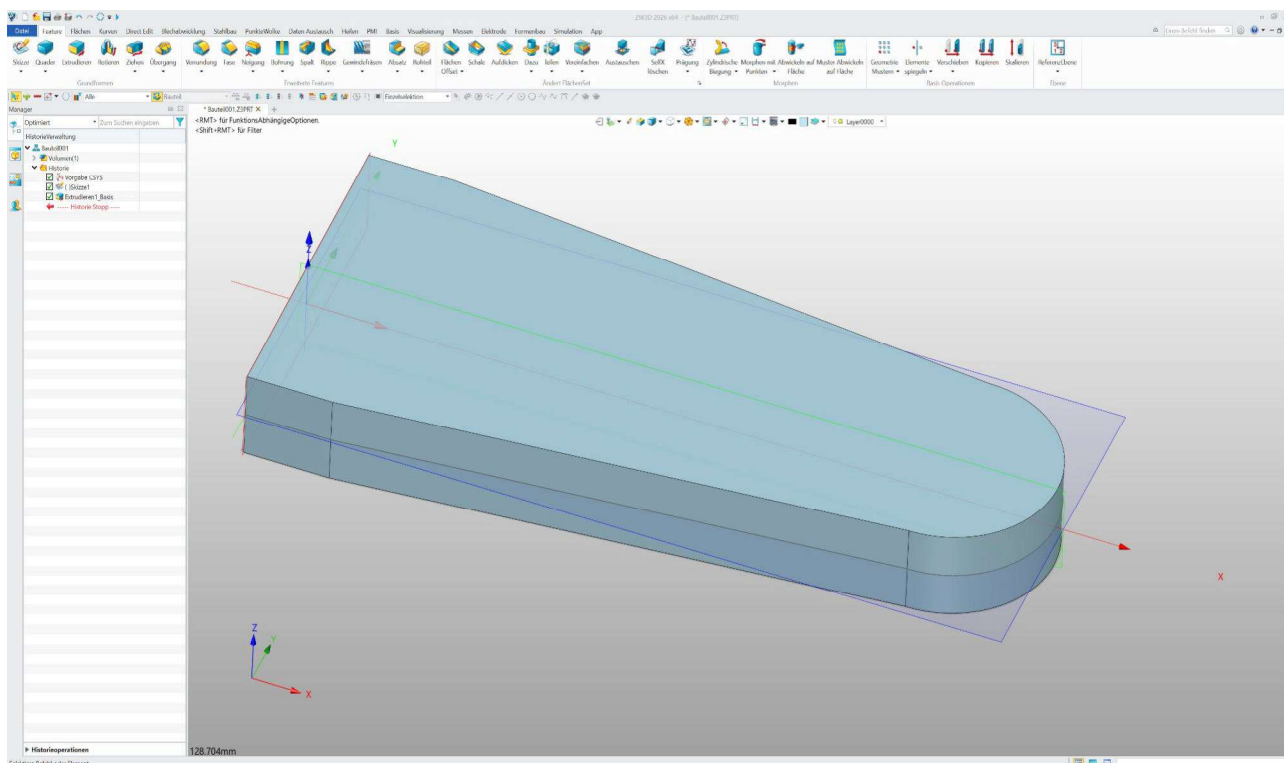 ZW3D 2026 x64 - [* Bauteil001.Z3PRT]
Datei Feature Flächen Kurven Direct Edit Blechabwicklung Stahlbau PunkteWolke Daten Austausch Heilen PMI Basis Visualisierung Messen Elektrode Formenbau Simulation App
Skizze Quader Extrudieren Rotieren Ziehen Übergang Verrundung Fase Neigung Bohrung Spalt Rippe Gewindefräsen Absatz Rohteil Flächen Offset Schale Aufdicken Dazu Teilen Vereinfachen Austauschen SelfX löschen Prägung Zylindrische Biegung Morphen mit Punkten Abwickeln auf Fläche Muster Abwickeln auf Fläche Geometrie Mustern Elemente spiegeln Verschieben Kopieren Skalieren ReferenzEbene
Grundformen Erweiterte Features Ändert FlächenSet Morphen Basis Operationen Ebene
Alle Bauteil Einzelselektion
Manager * Bauteil001.Z3PRT X +
Optimiert Zum Suchen eingeben
<RMT> für FunktionsAbhängigeOptionen.
<Shift+RMT> für Filter
Layer0000
HistorieVerwaltung
Bauteil001
Volumen(1)
Historie
Vorgabe CSYS
( )Skizze1
Extrudieren1_Basis
----- Historie Stopp -----
Y
Z
X
Z
Y
X
Historieoperationen
128.704mm